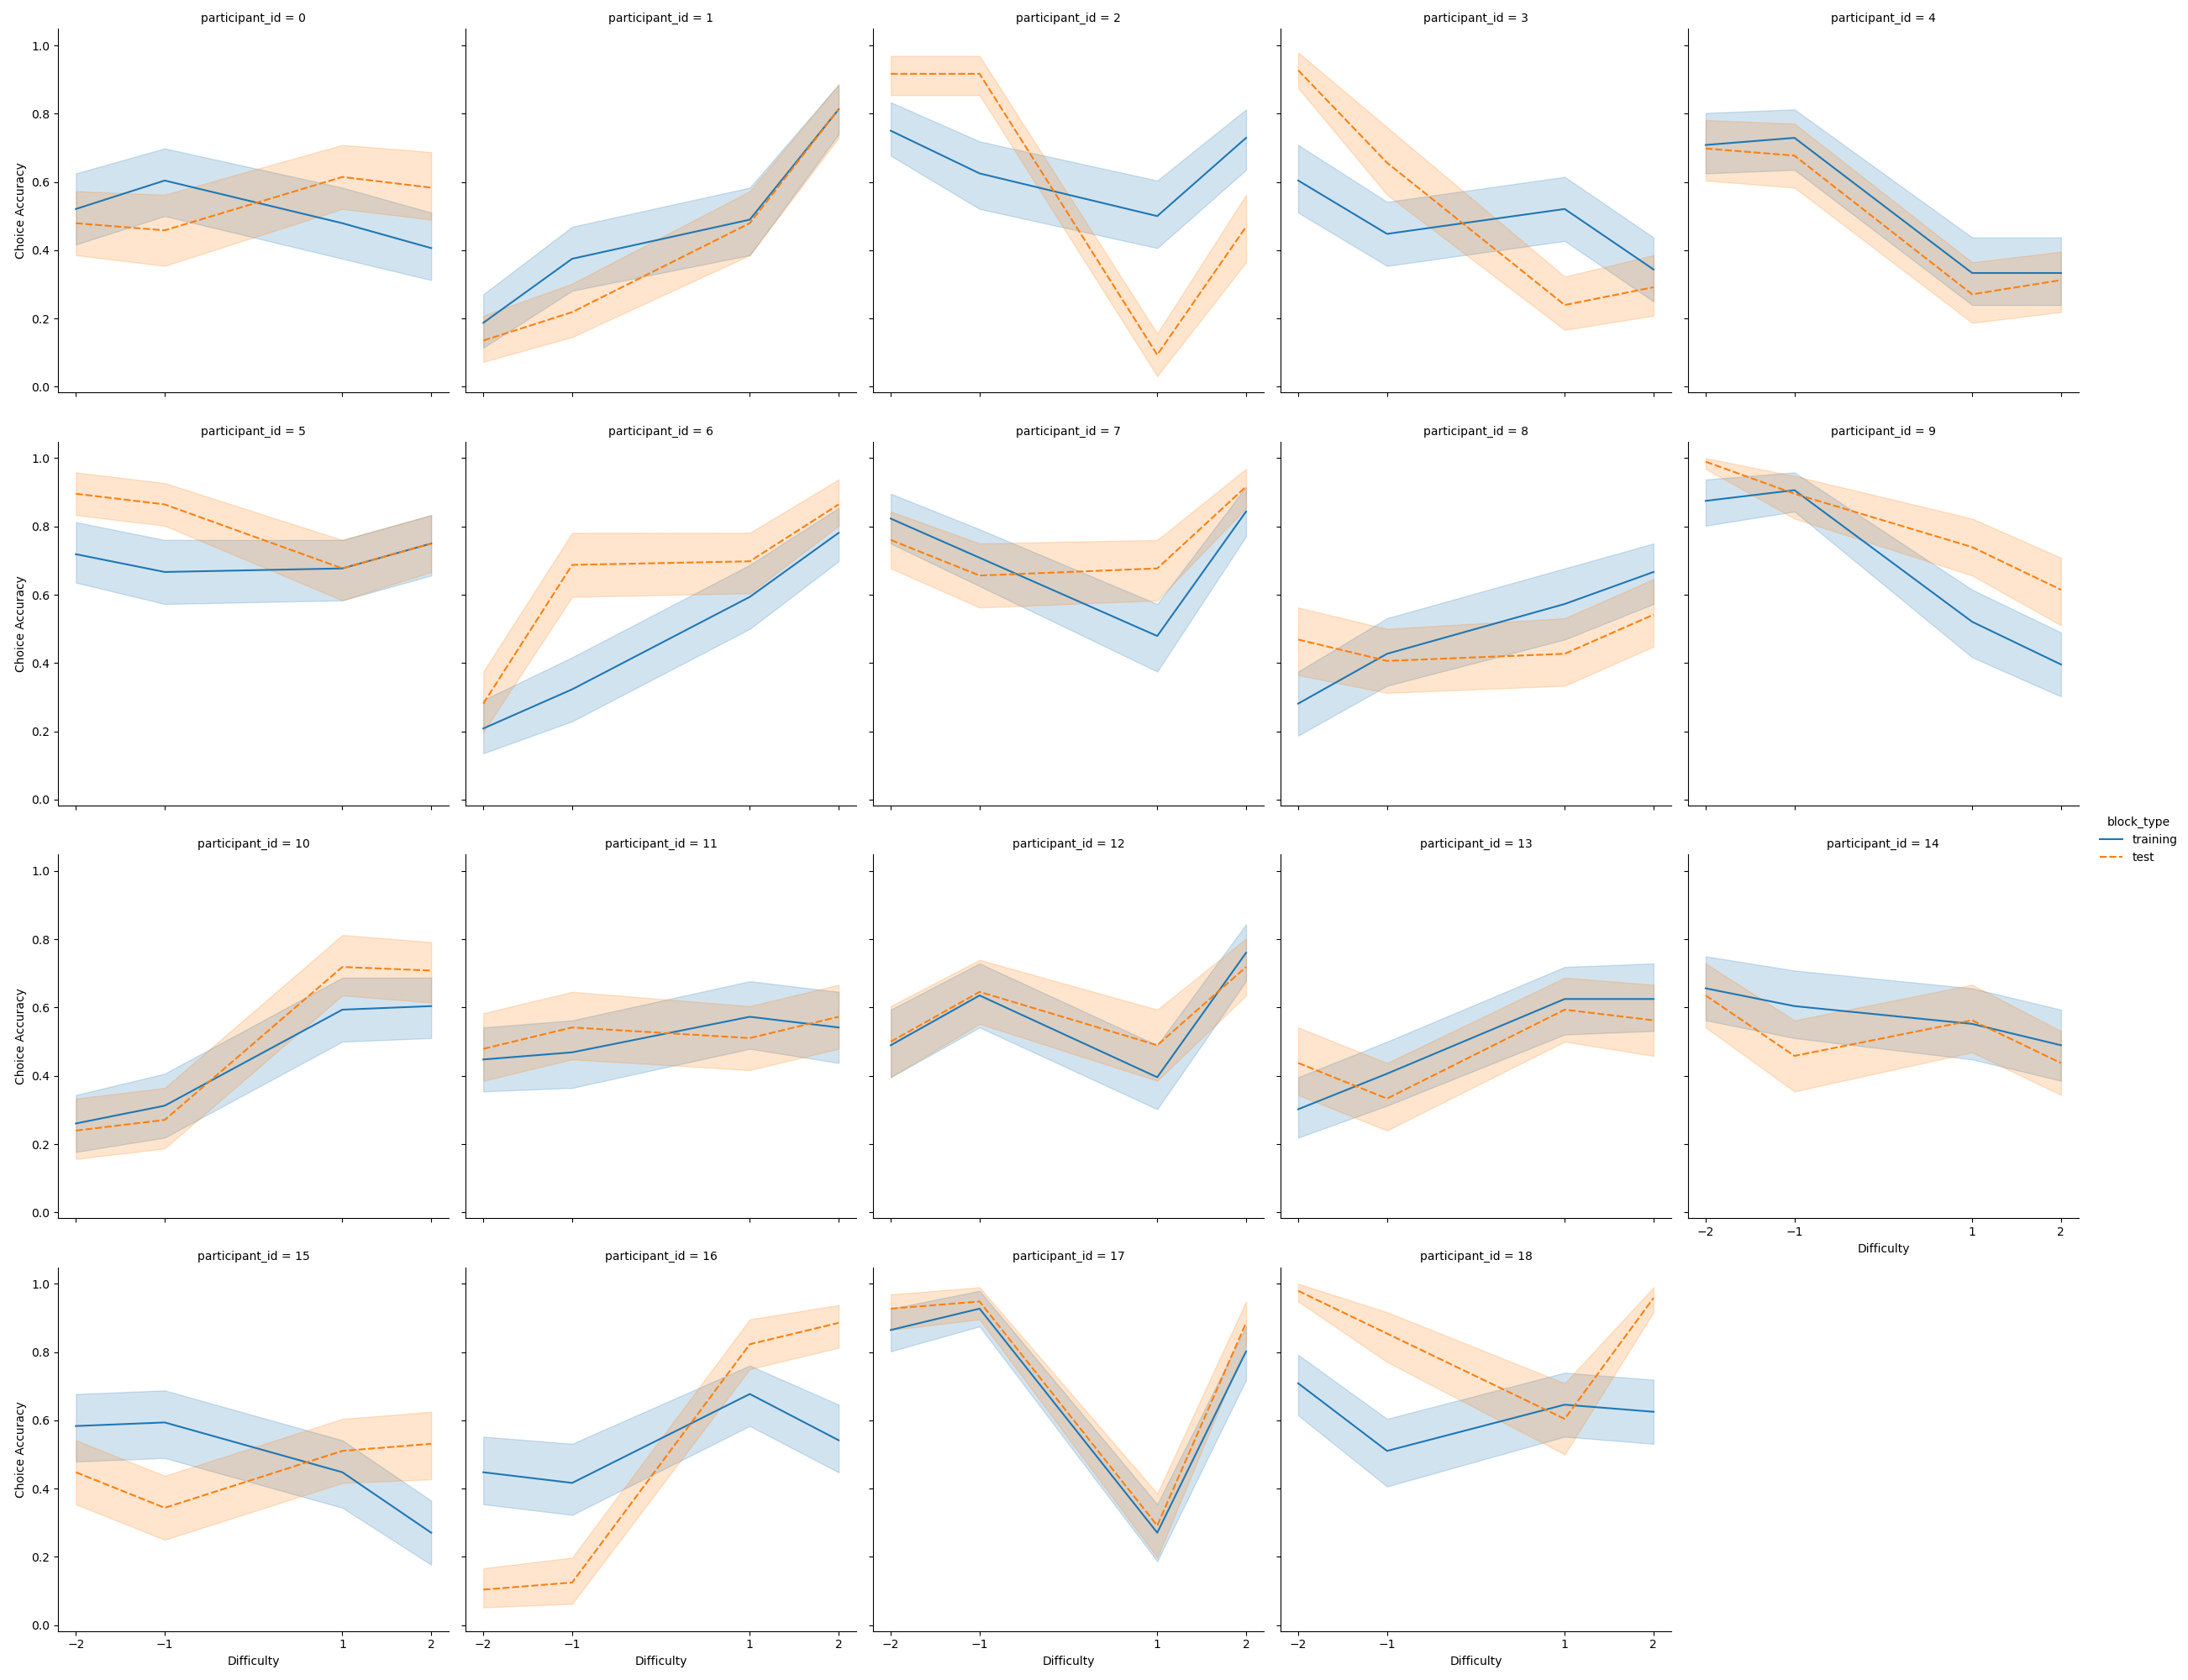 participant_id = 0
participant_id = 1
participant_id = 2
participant_id = 3
participant_id = 4
1.0
0.8
0.6
0.4
0.2
0.0
Choice Accuracy
participant_id = 5
participant_id = 6
participant_id = 7
participant_id = 8
participant_id = 9
1.0
0.8
0.6
0.4
0.2
0.0
Choice Accuracy
block_type
training
test
participant_id = 10
participant_id = 11
participant_id = 12
participant_id = 13
participant_id = 14
1.0
0.8
0.6
0.4
0.2
0.0
Choice Accuracy
−2 −1 1 2
Difficulty
participant_id = 15
participant_id = 16
participant_id = 17
participant_id = 18
1.0
0.8
0.6
0.4
0.2
0.0
Choice Accuracy
−2 −1 1 2
Difficulty
−2 −1 1 2
Difficulty
−2 −1 1 2
Difficulty
−2 −1 1 2
Difficulty